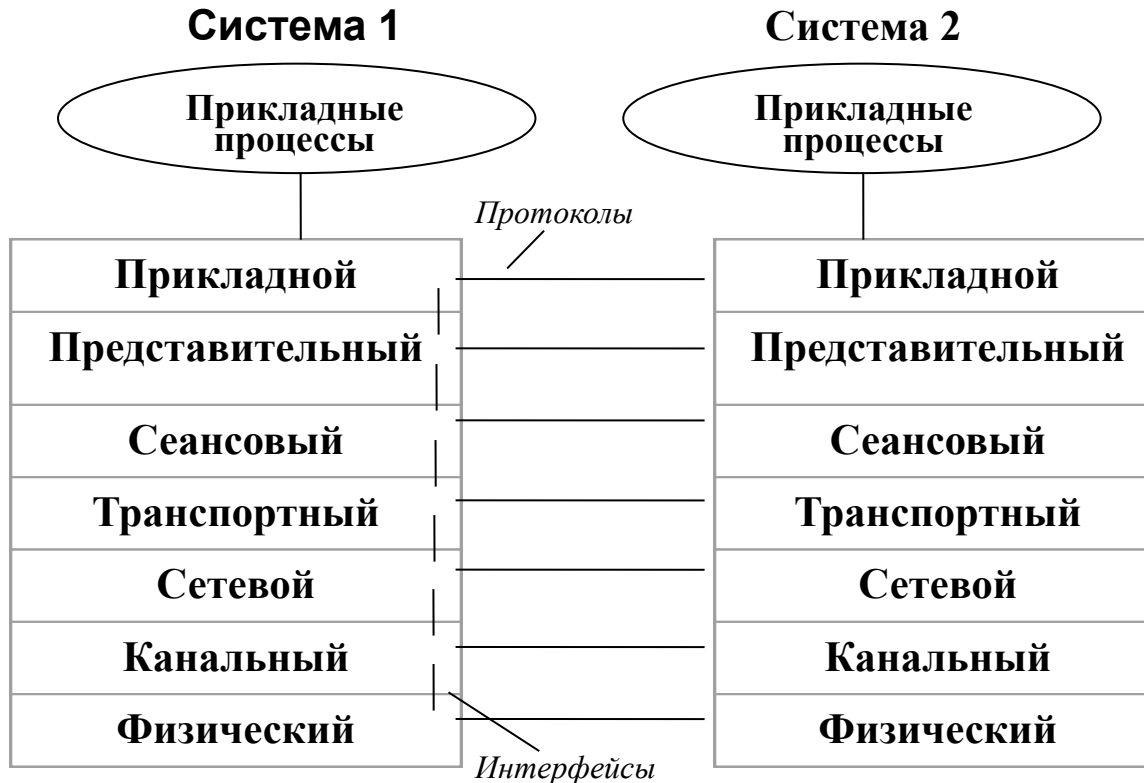 Система 1
Система 2
Прикладные
процессы
Прикладные
процессы
Протоколы
Прикладной
Прикладной
Представительный
Представительный
Сеансовый
Сеансовый
Транспортный
Транспортный
Сетевой
Сетевой
Канальный
Канальный
Физический
Физический
Интерфейсы